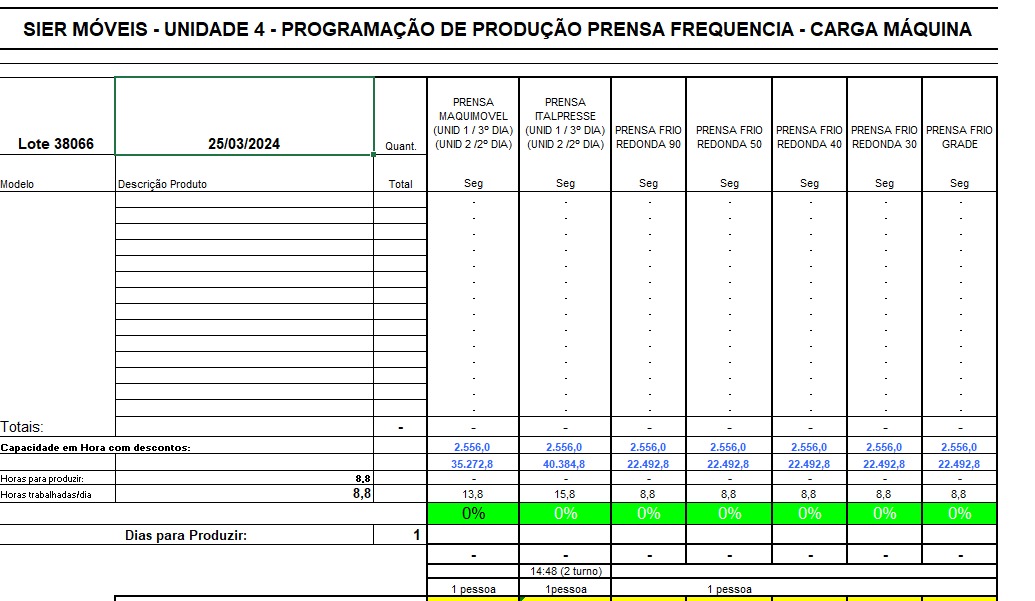 SIER MÓVEIS - UNIDADE 4 - PROGRAMAÇÃO DE PRODUÇÃO PRENSA FREQUENCIA - CARGA MÁQUINA
Lote 38066 25/03/2024 Quant. PRENSA MAQUIMOVEL (UNID 1 / 3º DIA) (UNID 2 /2º DIA) PRENSA ITALPRESSE (UNID 1 / 3º DIA) (UNID 2 /2º DIA) PRENSA FRIO REDONDA 90 PRENSA FRIO REDONDA 50 PRENSA FRIO REDONDA 40 PRENSA FRIO REDONDA 30 PRENSA FRIO GRADE
Modelo Descrição Produto Total Seg Seg Seg Seg Seg Seg Seg
- - - - - - -
- - - - - - -
- - - - - - -
- - - - - - -
- - - - - - -
- - - - - - -
- - - - - - -
- - - - - - -
- - - - - - -
- - - - - - -
- - - - - - -
- - - - - - -
- - - - - - -
- - - - - - -
Totais: - - - - - - - -
Capacidade em Hora com descontos: 2.556,0 2.556,0 2.556,0 2.556,0 2.556,0 2.556,0 2.556,0
35.272,8 40.384,8 22.492,8 22.492,8 22.492,8 22.492,8 22.492,8
Horas para produzir: 8,8 - - - - - - -
Horas trabalhadas/dia 8,8 13,8 15,8 8,8 8,8 8,8 8,8 8,8
0% 0% 0% 0% 0% 0% 0%
Dias para Produzir: 1
- - - - - - -
14:48 (2 turno)
1 pessoa 1pessoa 1 pessoa